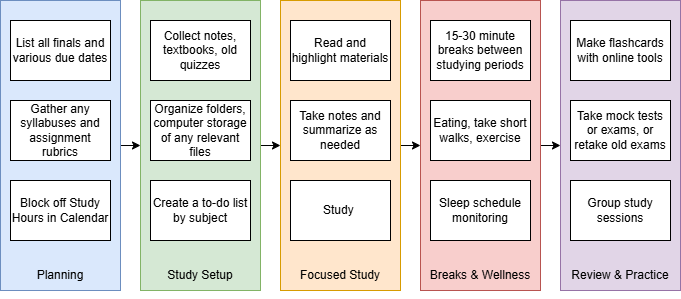 List all finals and
various due dates
Gather any
syllabuses and
assignment
rubrics
Block off Study
Hours in Calendar
Planning
Collect notes,
textbooks, old
quizzes
Organize folders,
computer storage
of any relevant
files
Create a to-do list
by subject
Study Setup
Read and
highlight materials
Take notes and
summarize as
needed
Study
Focused Study
15-30 minute
breaks between
studying periods
Eating, take short
walks, exercise
Sleep schedule
monitoring
Breaks & Wellness
Make flashcards
with online tools
Take mock tests
or exams, or
retake old exams
Group study
sessions
Review & Practice